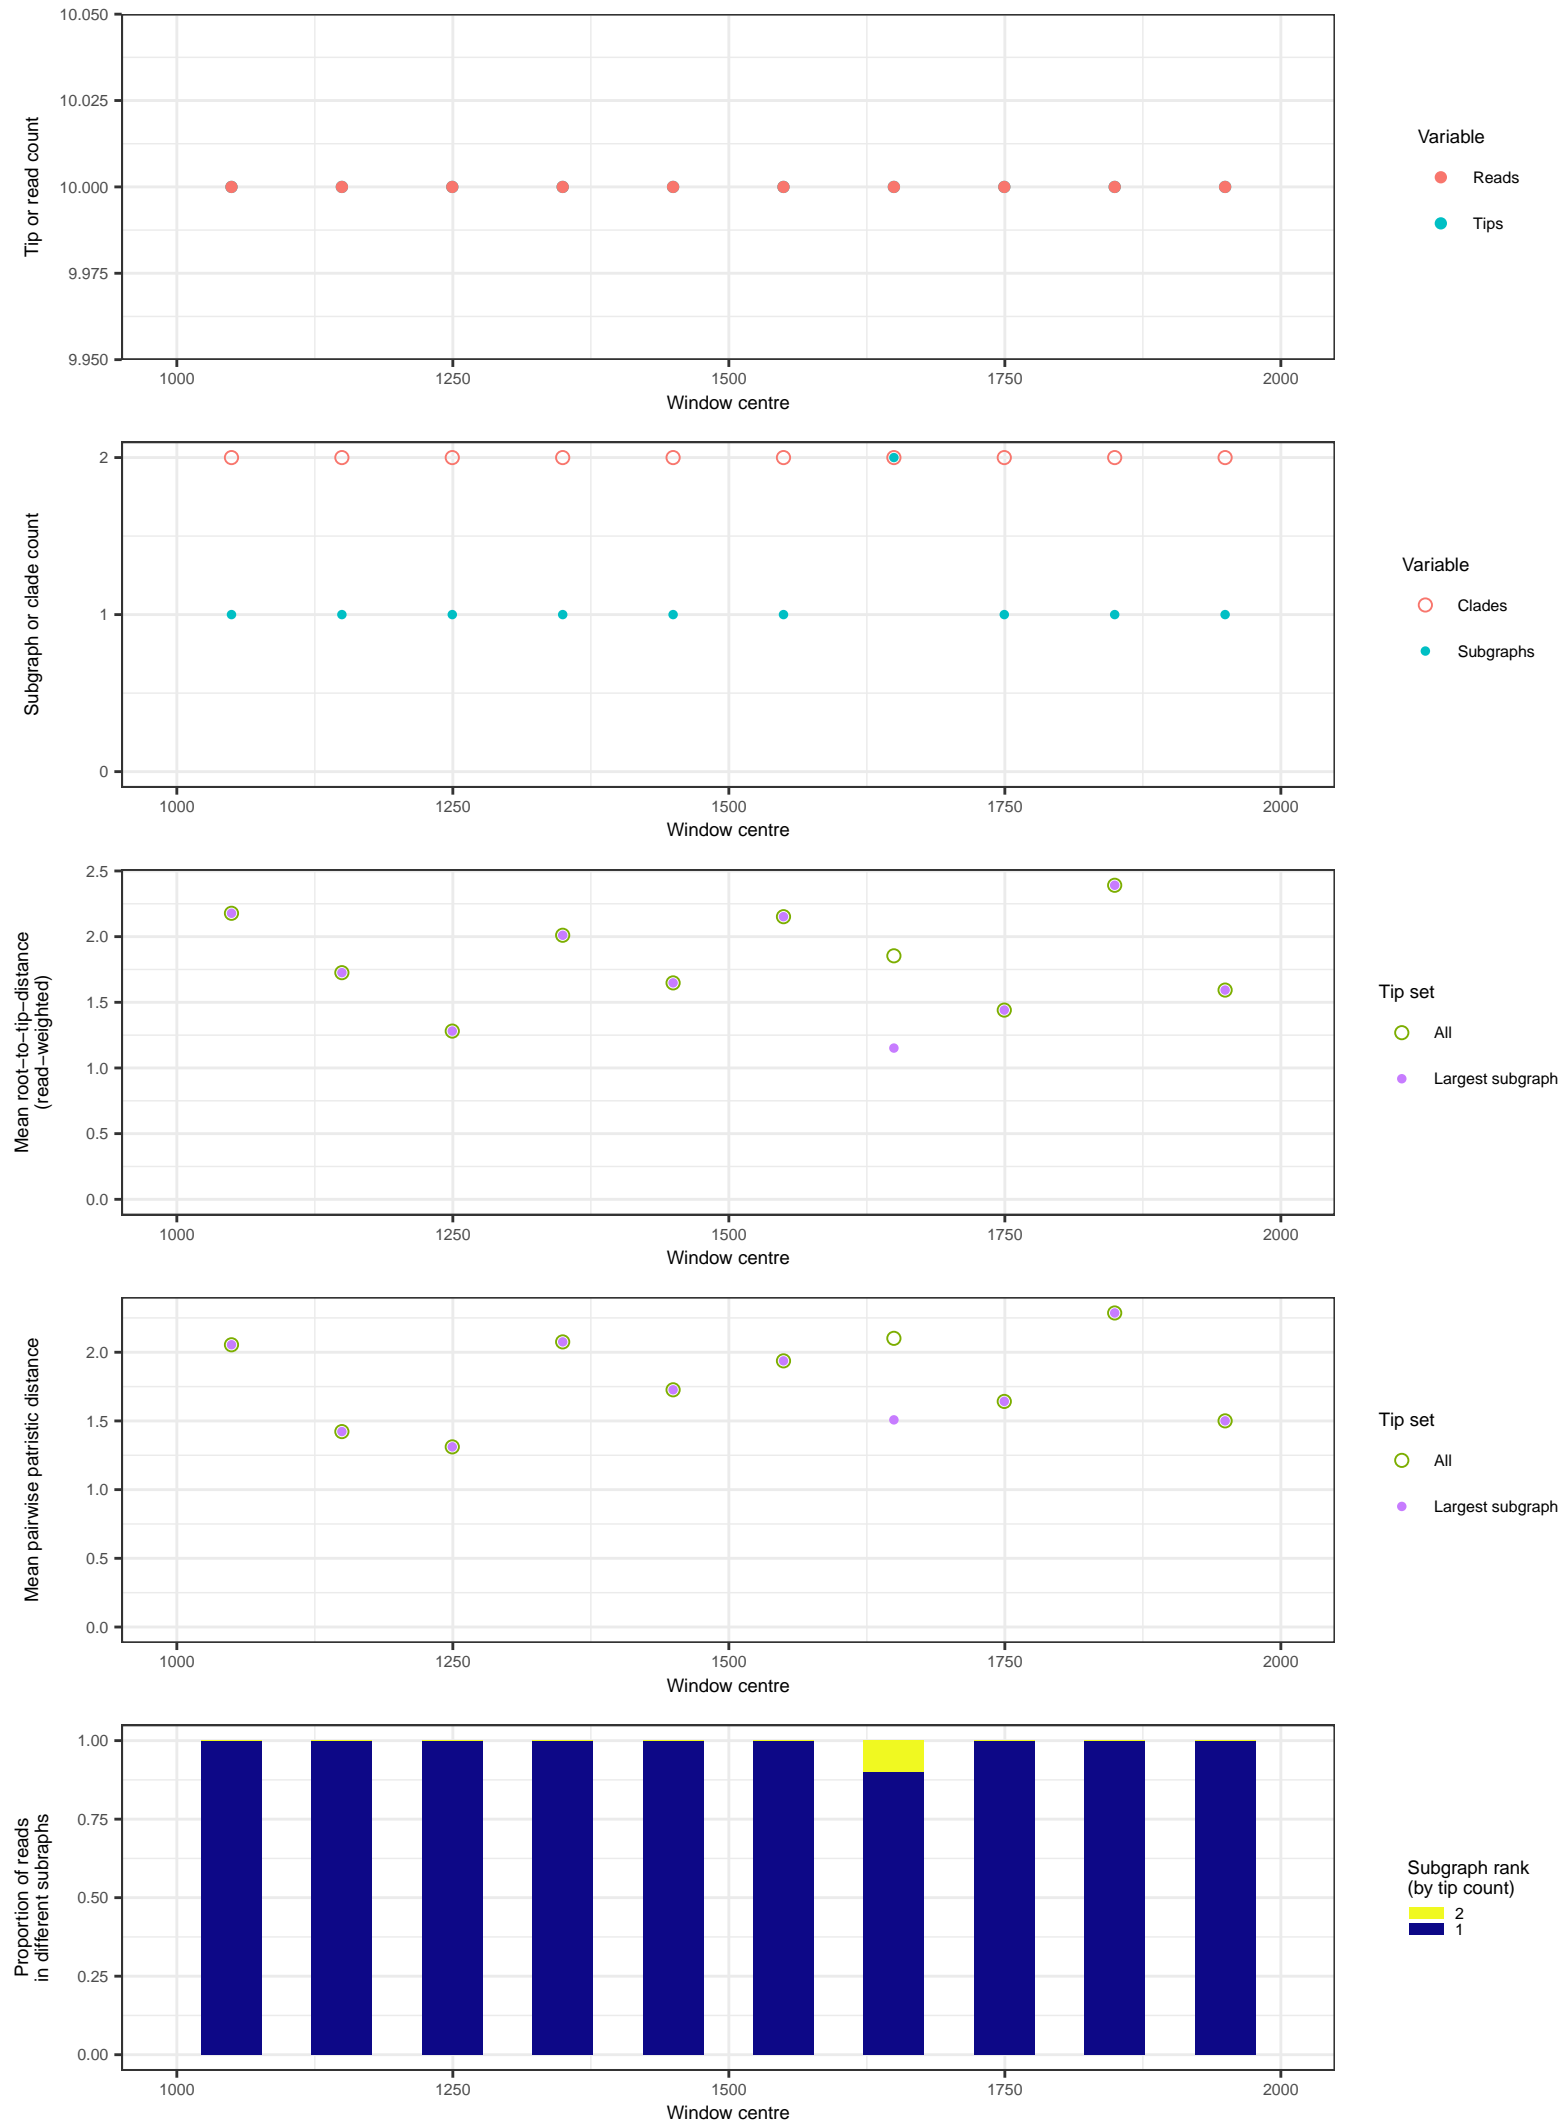 10.050
10.025
10.000
9.975
9.950
Tip or read count
1000 1250 1500 1750 2000
Window centre
Variable
Reads
Tips
2
1
0
Subgraph or clade count
1000 1250 1500 1750 2000
Window centre
Variable
Clades
Subgraphs
2.5
2.0
1.5
1.0
0.5
0.0
Mean root−to−tip−distance
(read−weighted)
1000 1250 1500 1750 2000
Window centre
Tip set
All
Largest subgraph
2.0
1.5
1.0
0.5
0.0
Mean pairwise patristic distance
1000 1250 1500 1750 2000
Window centre
Tip set
All
Largest subgraph
1.00
0.75
0.50
0.25
0.00
Proportion of reads
in different subraphs
1000 1250 1500 1750 2000
Window centre
Subgraph rank
(by tip count)
2
1